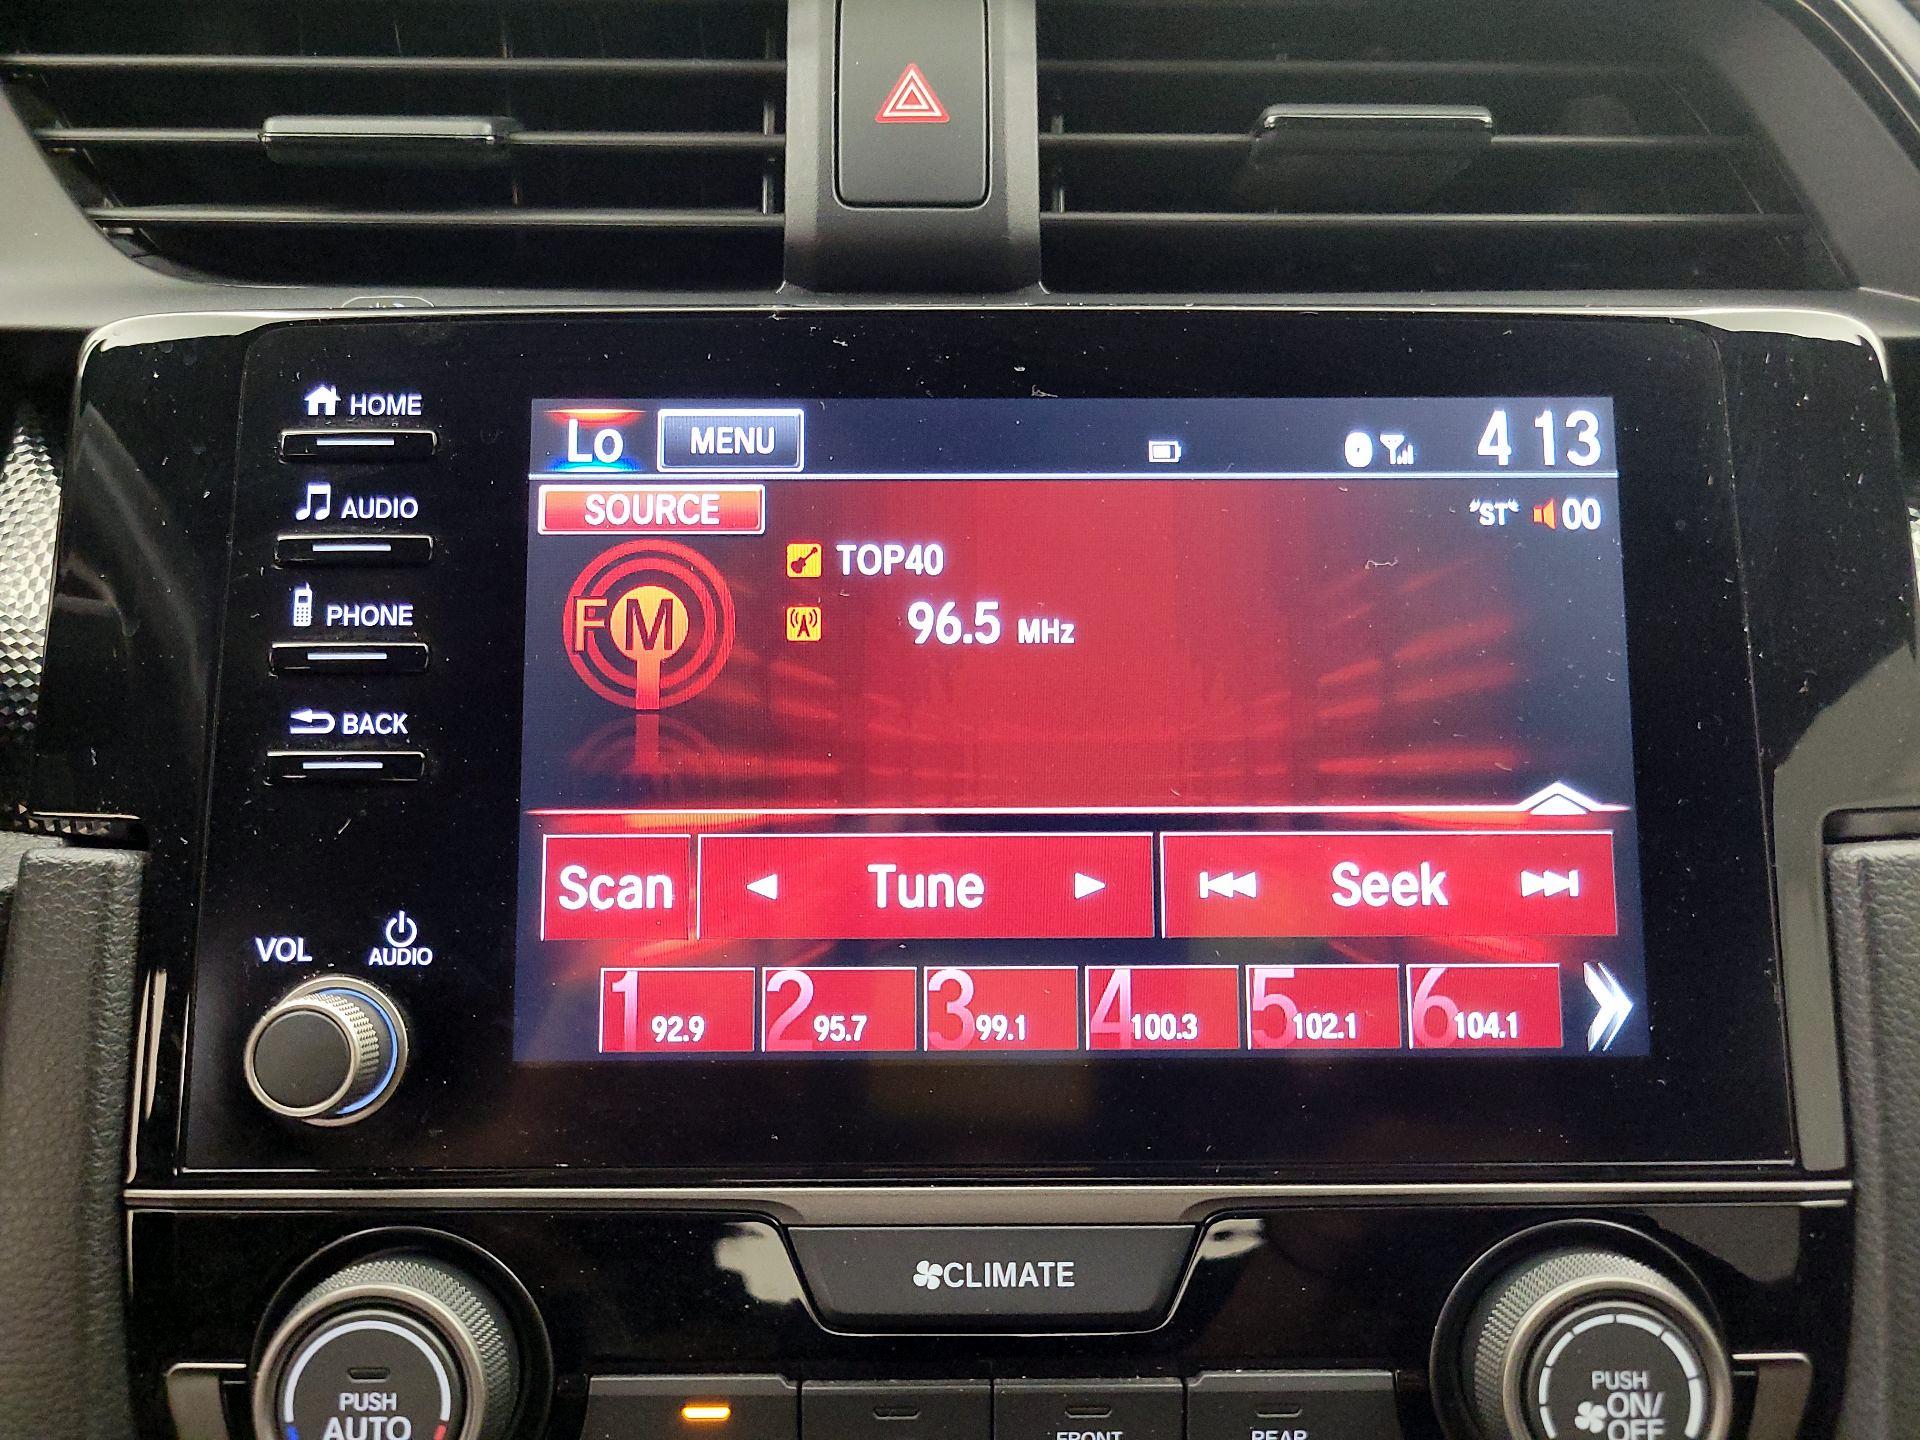 HOME
AUDIO
PHONE
BACK
VOL
AUDIO
Lo
MENU
4 13
SOURCE
"ST"
00
FM
TOP40
96.5 MHz
Scan
Tune
Seek
1 92.9
2 95.7
3 99.1
4 100.3
5 102.1
6 104.1
CLIMATE
PUSH
AUTO
FRONT
REAR
PUSH
ON/
OFF